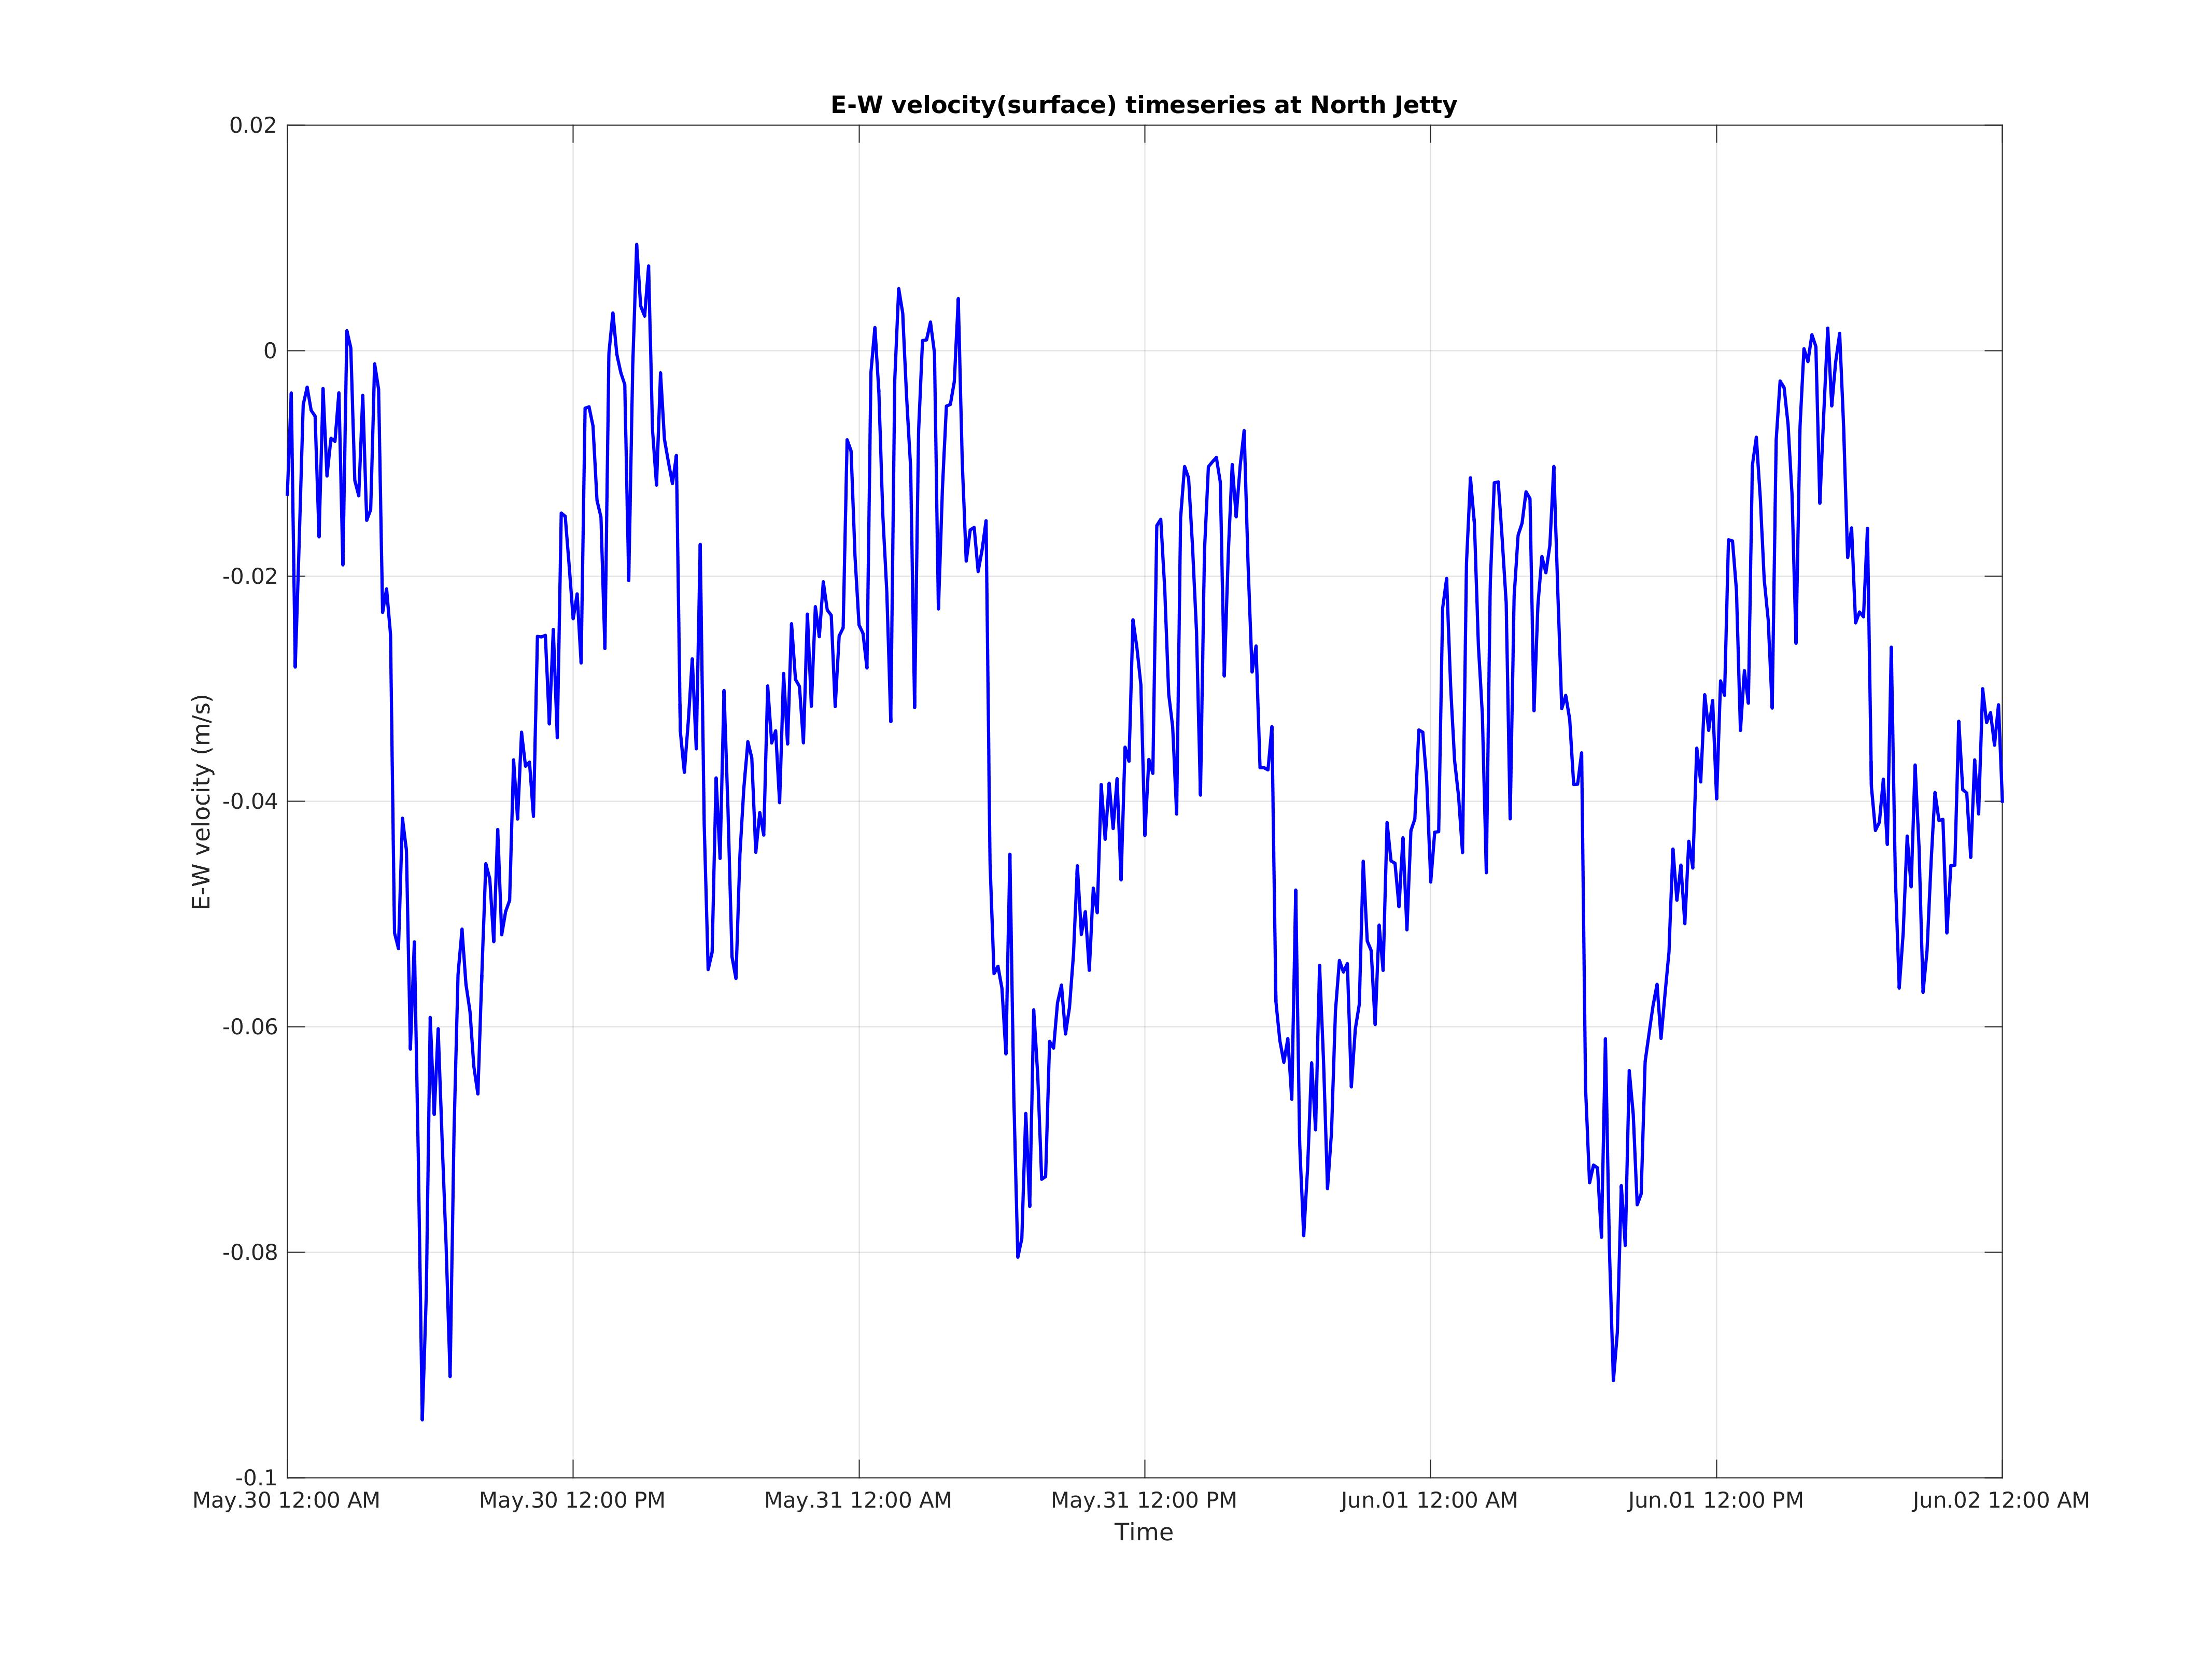 E-W velocity(surface) timeseries at North Jetty
0.02
0
-0.02
-0.04
-0.06
-0.08
-0.1
E-W velocity (m/s)
May.30 12:00 AM
May.30 12:00 PM
May.31 12:00 AM
May.31 12:00 PM
Jun.01 12:00 AM
Jun.01 12:00 PM
Jun.02 12:00 AM
Time